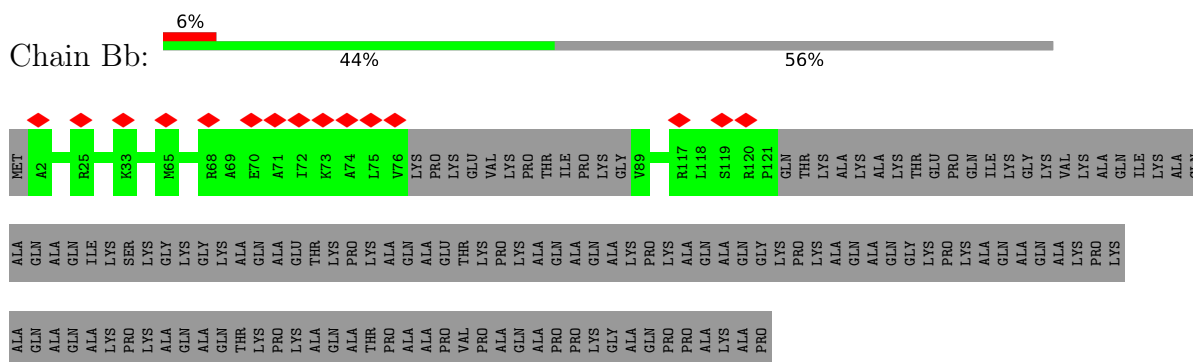 Chain Bb:
6%
44%
56%
MET A2 R25 K33 M65 R68 A69 E70 A71 I72 K73 A74 L75 V76 LYS PRO LYS GLU VAL LYS PRO THR ILE PRO LYS GLY V89 R117 L118 S119 R120 P121 GLN THR LYS ALA LYS ALA LYS THR GLU PRO GLN ILE LYS GLY LYS VAL LYS ALA GLN ILE LYS ALA GLN
ALA GLN ALA GLN ILE LYS SER LYS GLY LYS GLY LYS ALA GLN ALA GLU THR LYS PRO LYS ALA GLN ALA GLU THR LYS PRO LYS ALA GLN ALA GLN ALA LYS PRO LYS ALA GLN ALA GLN GLY LYS PRO LYS ALA GLN ALA GLN GLY LYS PRO LYS ALA GLN ALA GLN ALA LYS PRO LYS
ALA GLN ALA GLN ALA LYS PRO LYS ALA GLN ALA GLN THR LYS PRO LYS ALA GLN ALA THR PRO ALA ALA PRO VAL PRO ALA GLN ALA PRO PRO LYS GLY ALA GLN PRO PRO ALA LYS ALA PRO